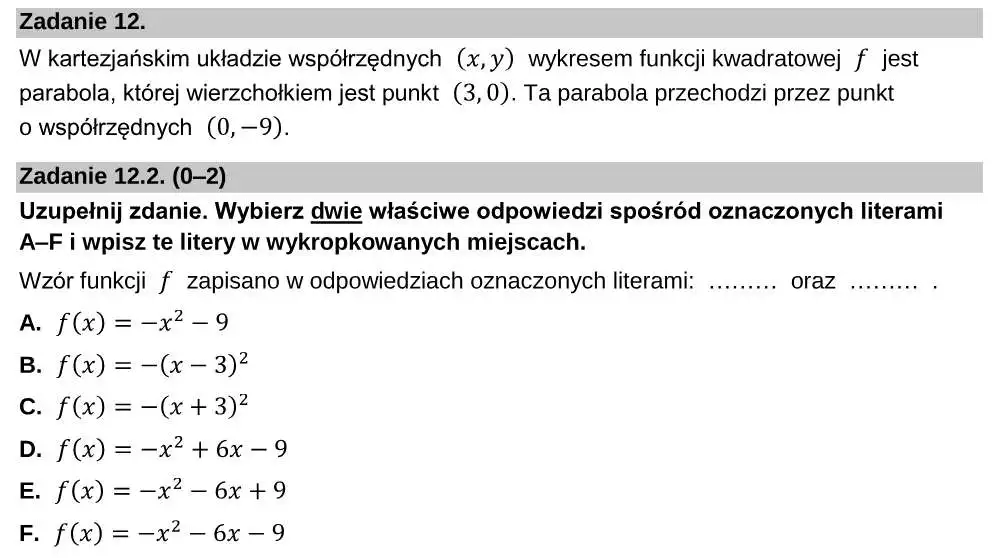 Zadanie 12.
W kartezjańskim układzie współrzędnych (x, y) wykresem funkcji kwadratowej f jest
parabola, której wierzchołkiem jest punkt (3, 0). Ta parabola przechodzi przez punkt
o współrzędnych (0, −9).
Zadanie 12.2. (0–2)
Uzupełnij zdanie. Wybierz dwie właściwe odpowiedzi spośród oznaczonych literami
A–F i wpisz te litery w wykropkowanych miejscach.
Wzór funkcji f zapisano w odpowiedziach oznaczonych literami: ……… oraz ……… .
A. f(x) = −x² − 9
B. f(x) = −(x − 3)²
C. f(x) = −(x + 3)²
D. f(x) = −x² + 6x − 9
E. f(x) = −x² − 6x + 9
F. f(x) = −x² − 6x − 9